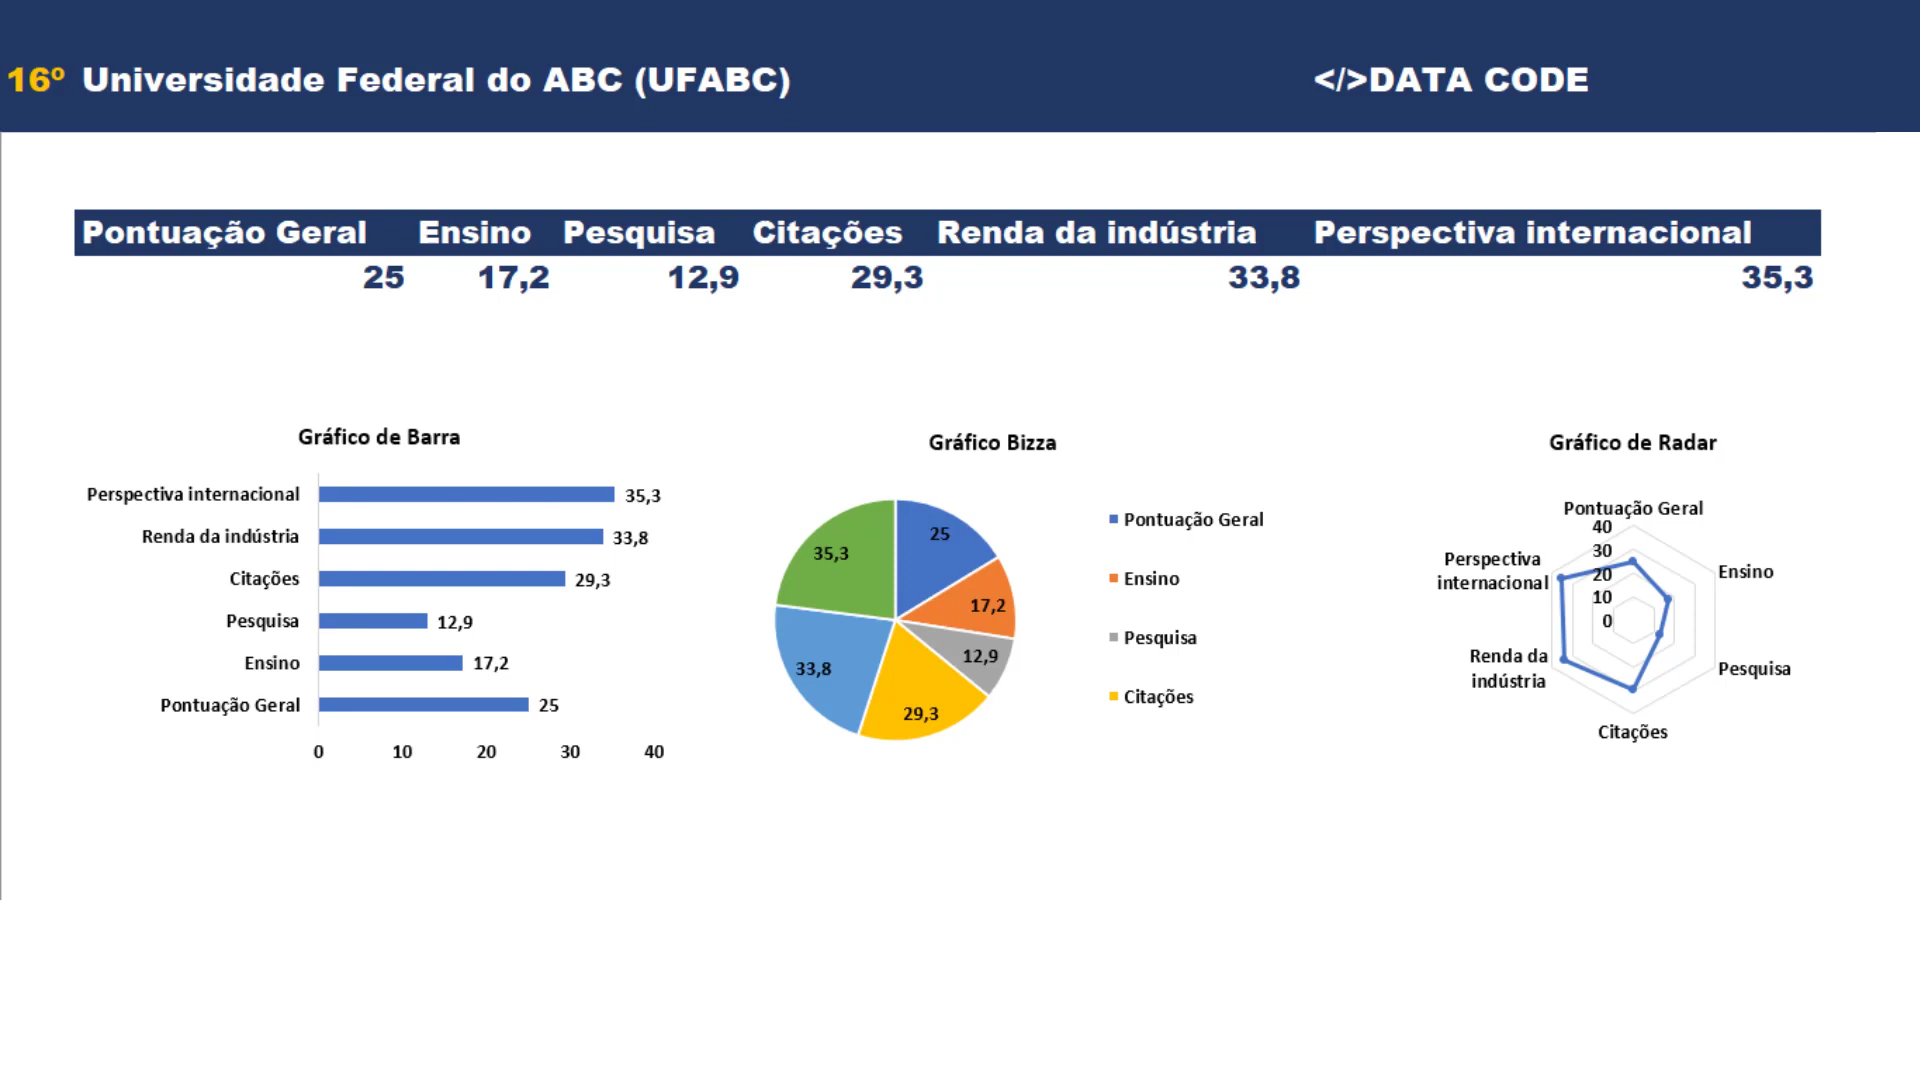 16º Universidade Federal do ABC (UFABC)
</>DATA CODE
Pontuação Geral Ensino Pesquisa Citações Renda da indústria Perspectiva internacional
25 17,2 12,9 29,3 33,8 35,3
Gráfico de Barra
Perspectiva internacional 35,3
Renda da indústria 33,8
Citações 29,3
Pesquisa 12,9
Ensino 17,2
Pontuação Geral 25
0 10 20 30 40
Gráfico Bizza
25
17,2
12,9
29,3
33,8
35,3
Pontuação Geral
Ensino
Pesquisa
Citações
Gráfico de Radar
Pontuação Geral
Ensino
Pesquisa
Citações
Renda da
indústria
Perspectiva
internacional
40
30
20
10
0